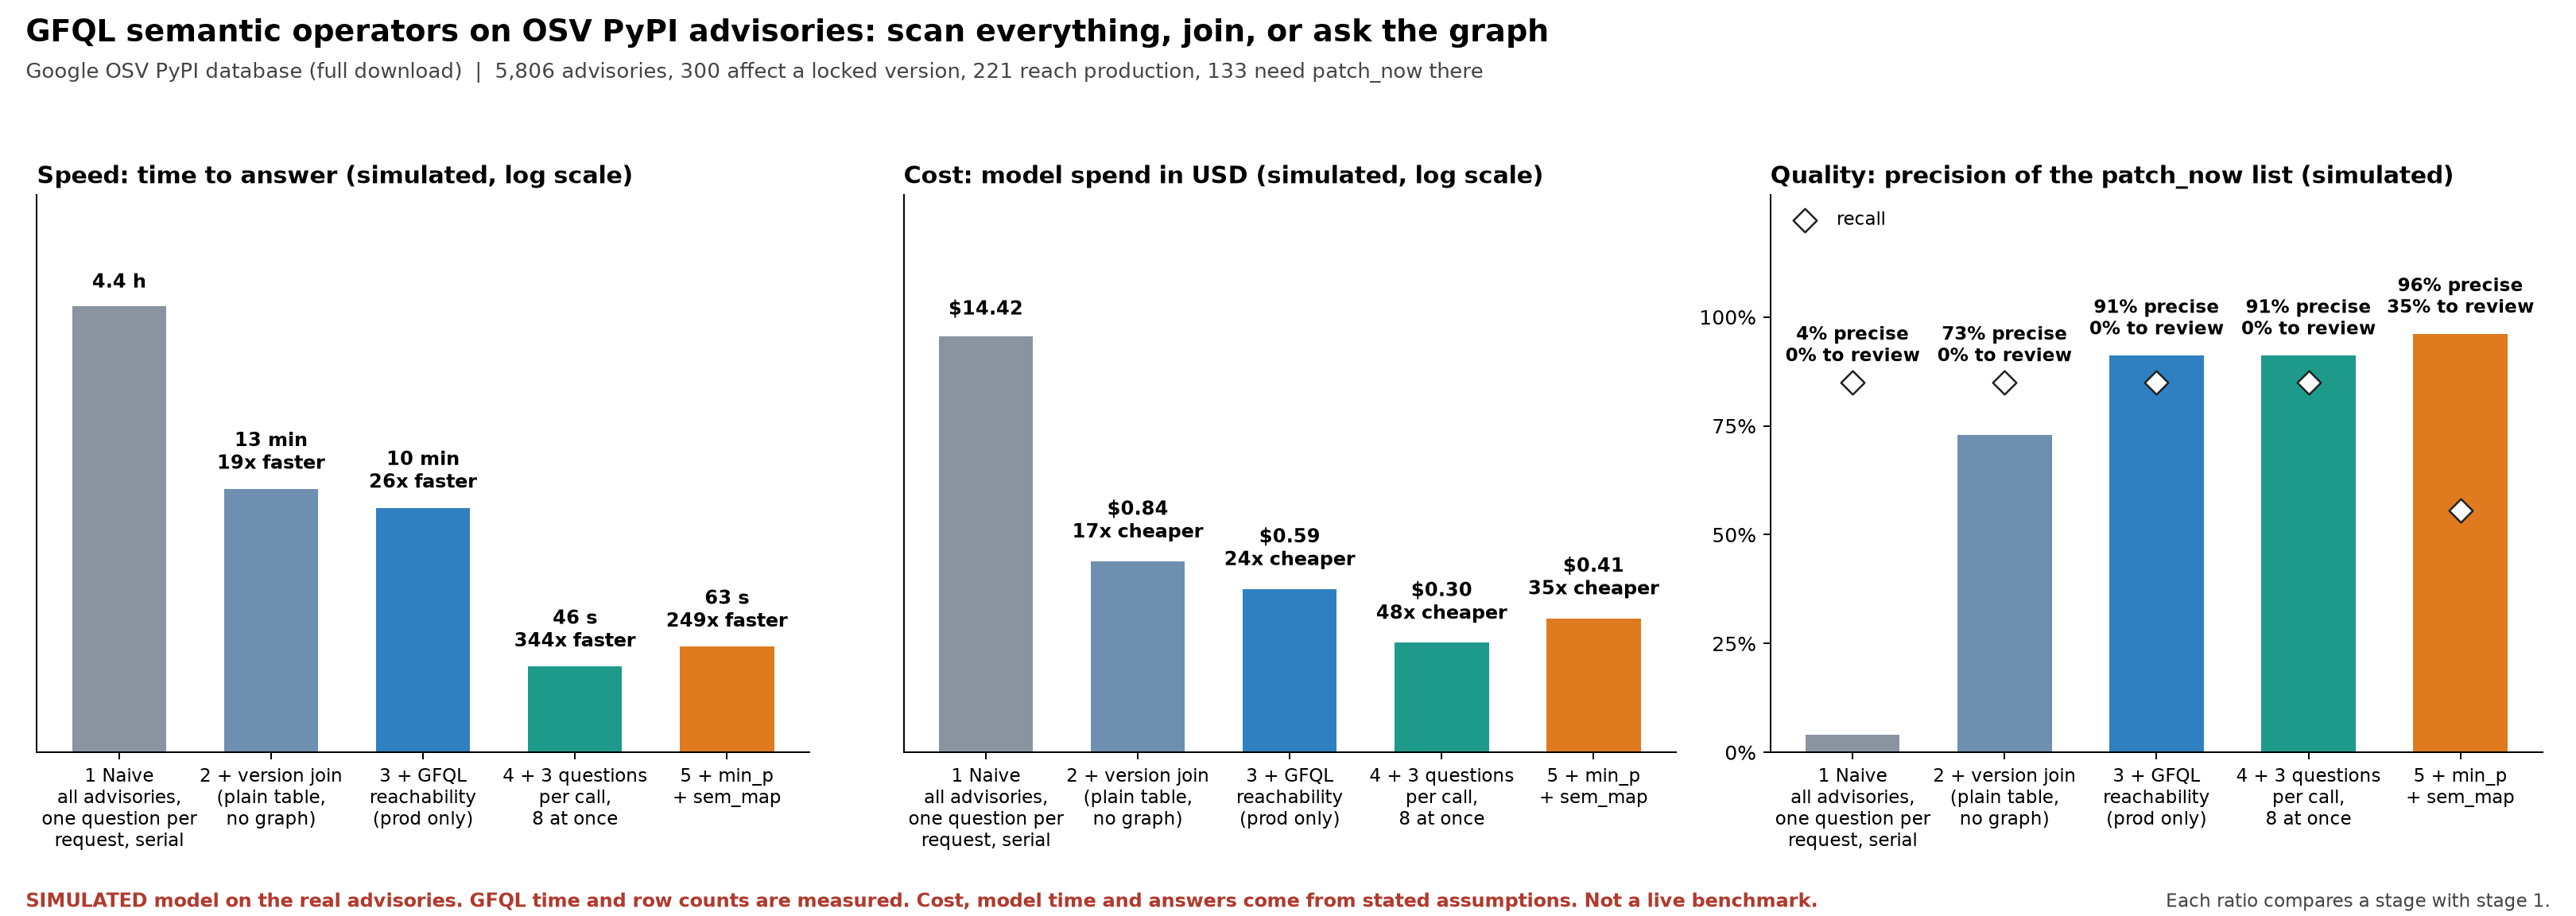 GFQL semantic operators on OSV PyPI advisories: scan everything, join, or ask the graph
Google OSV PyPI database (full download)  |  5,806 advisories, 300 affect a locked version, 221 reach production, 133 need patch_now there
Speed: time to answer (simulated, log scale)
4.4 h
13 min
19x faster
10 min
26x faster
46 s
344x faster
63 s
249x faster
1 Naive
all advisories,
one question per
request, serial
2 + version join
(plain table,
no graph)
3 + GFQL
reachability
(prod only)
4 + 3 questions
per call,
8 at once
5 + min_p
+ sem_map
Cost: model spend in USD (simulated, log scale)
$14.42
$0.84
17x cheaper
$0.59
24x cheaper
$0.30
48x cheaper
$0.41
35x cheaper
1 Naive
all advisories,
one question per
request, serial
2 + version join
(plain table,
no graph)
3 + GFQL
reachability
(prod only)
4 + 3 questions
per call,
8 at once
5 + min_p
+ sem_map
Quality: precision of the patch_now list (simulated)
recall
100%
75%
50%
25%
0%
4% precise
0% to review
73% precise
0% to review
91% precise
0% to review
91% precise
0% to review
96% precise
35% to review
1 Naive
all advisories,
one question per
request, serial
2 + version join
(plain table,
no graph)
3 + GFQL
reachability
(prod only)
4 + 3 questions
per call,
8 at once
5 + min_p
+ sem_map
SIMULATED model on the real advisories. GFQL time and row counts are measured. Cost, model time and answers come from stated assumptions. Not a live benchmark.
Each ratio compares a stage with stage 1.